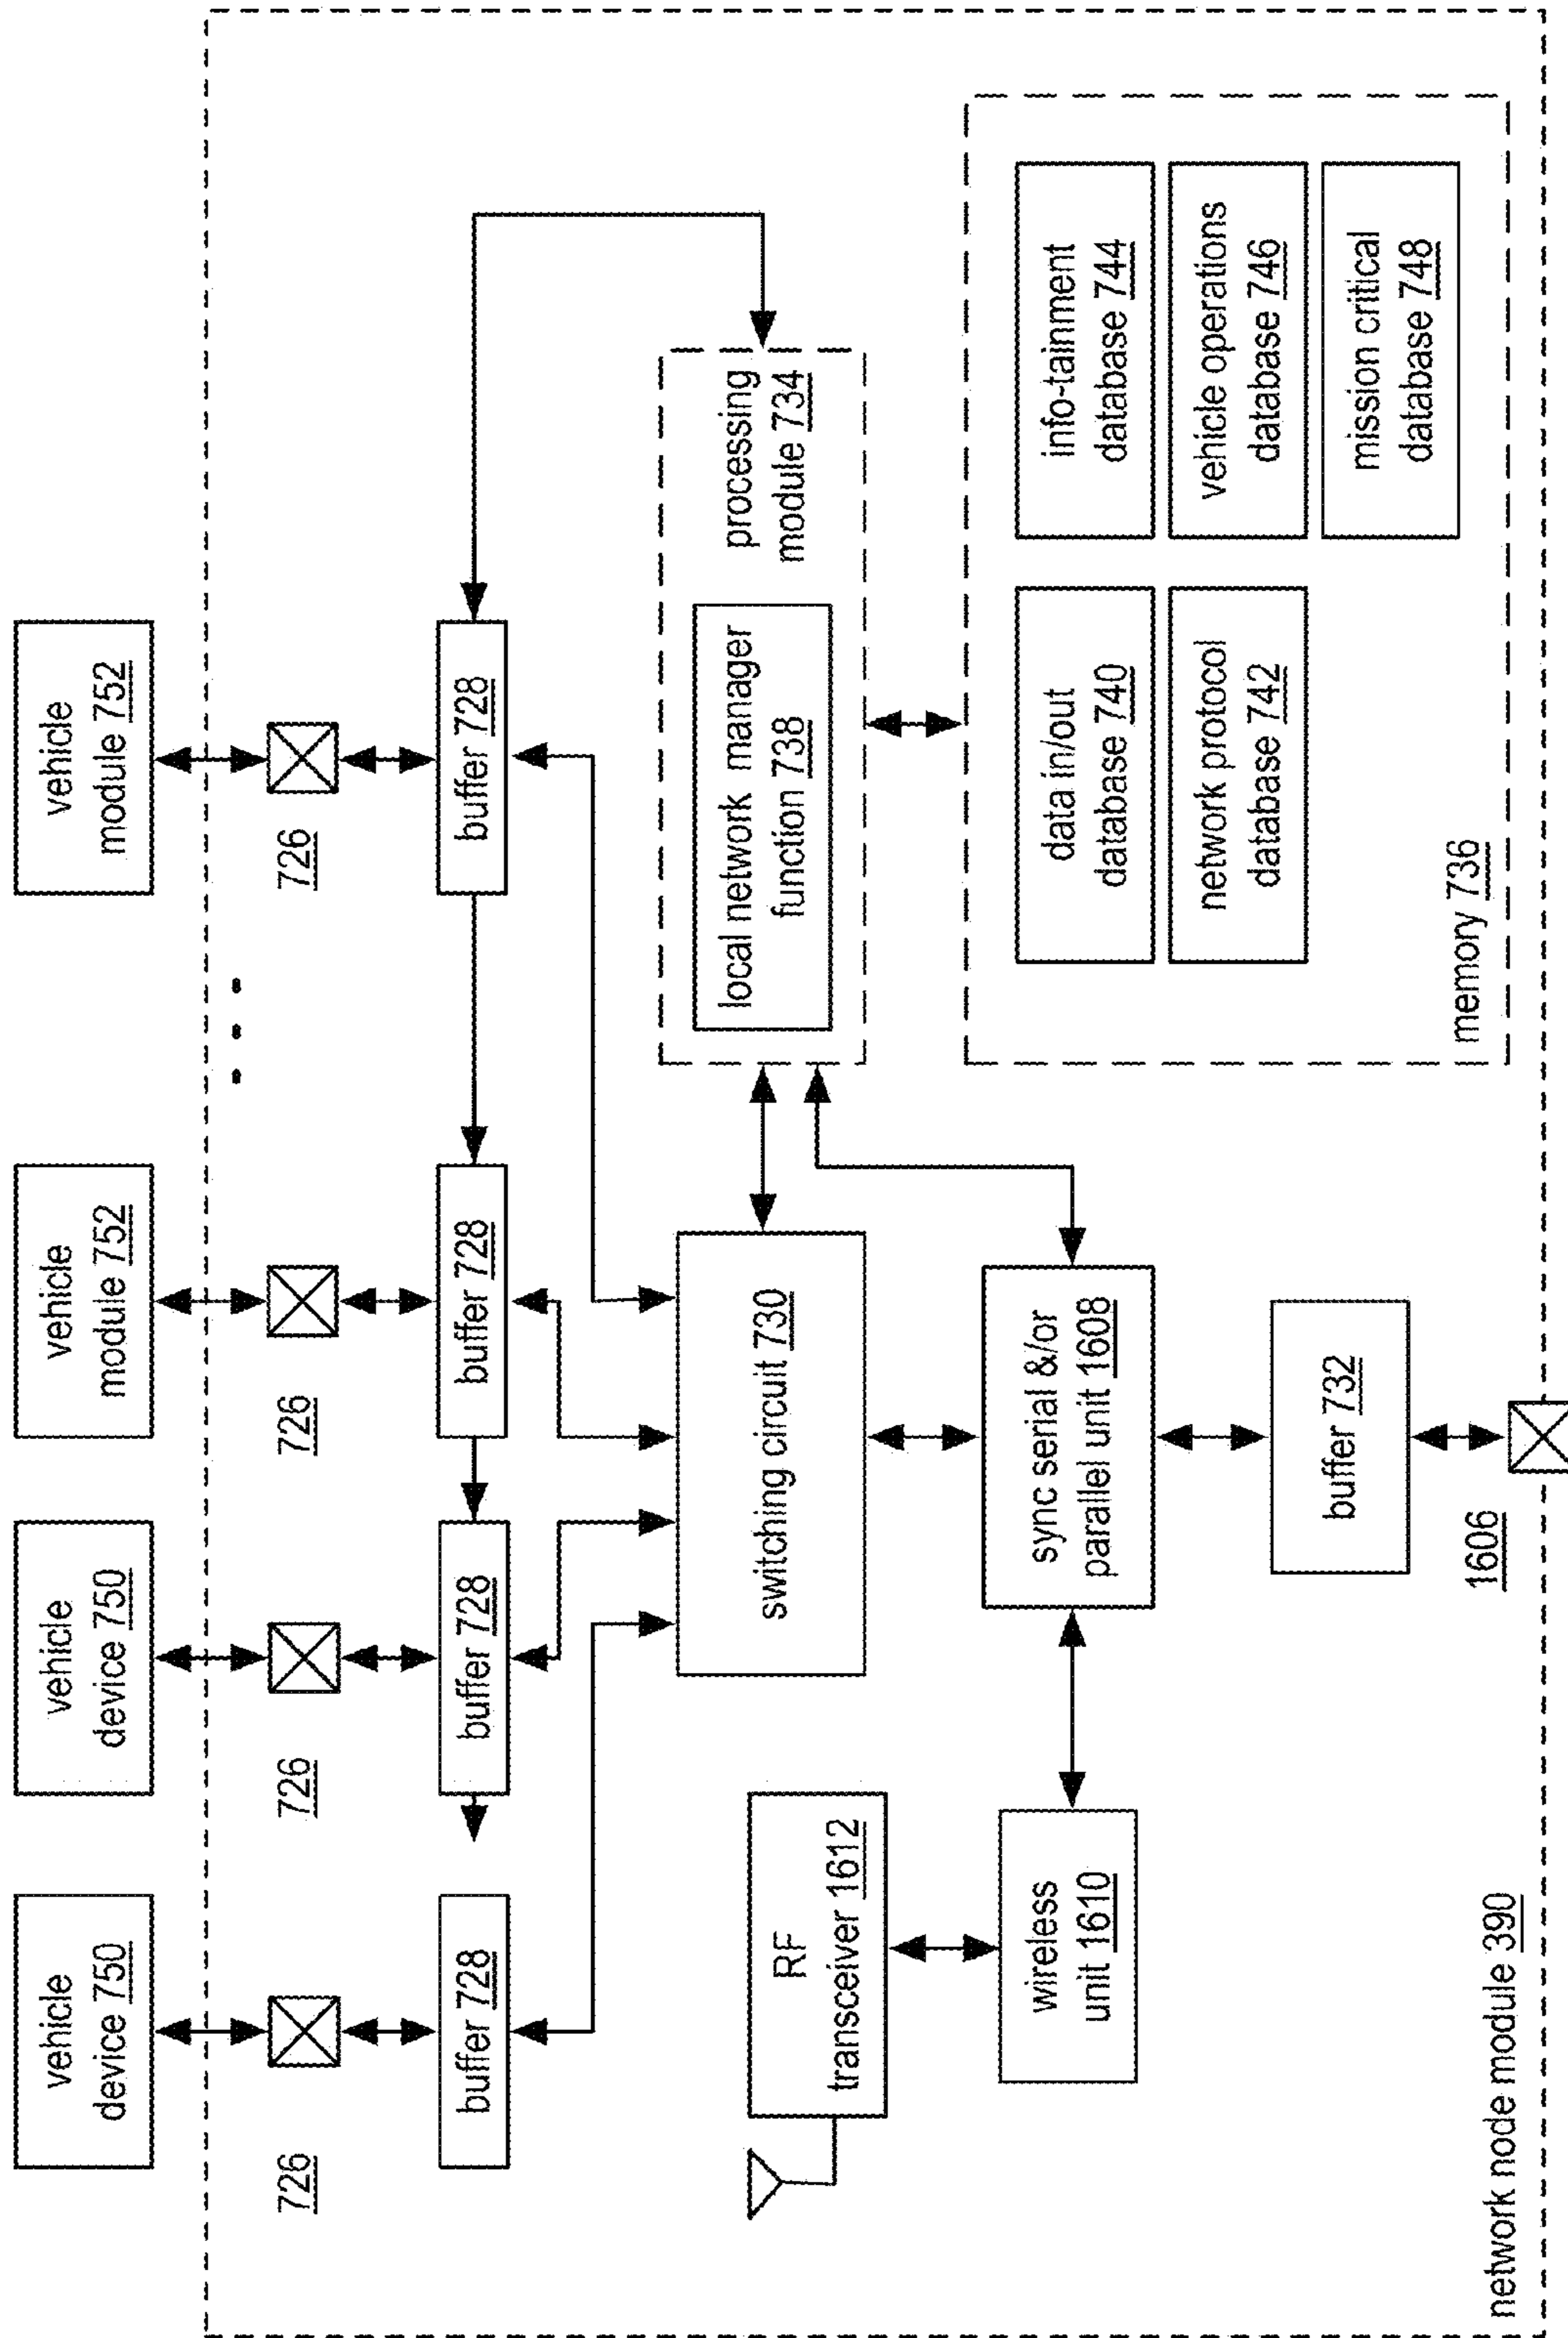 vehicle
device 750
vehicle
device 750
vehicle
module 752
vehicle
module 752
726
726
726
726
buffer 728
buffer 728
buffer 728
buffer 728
RF
transceiver 1612
switching circuit 730
local network manager
function 738
processing
module 734
wireless
unit 1610
sync serial &/or
parallel unit 1608
data in/out
database 740
info-tainment
database 744
network protocol
database 742
vehicle operations
database 746
mission critical
database 748
buffer 732
memory 736
1606
network node module 390